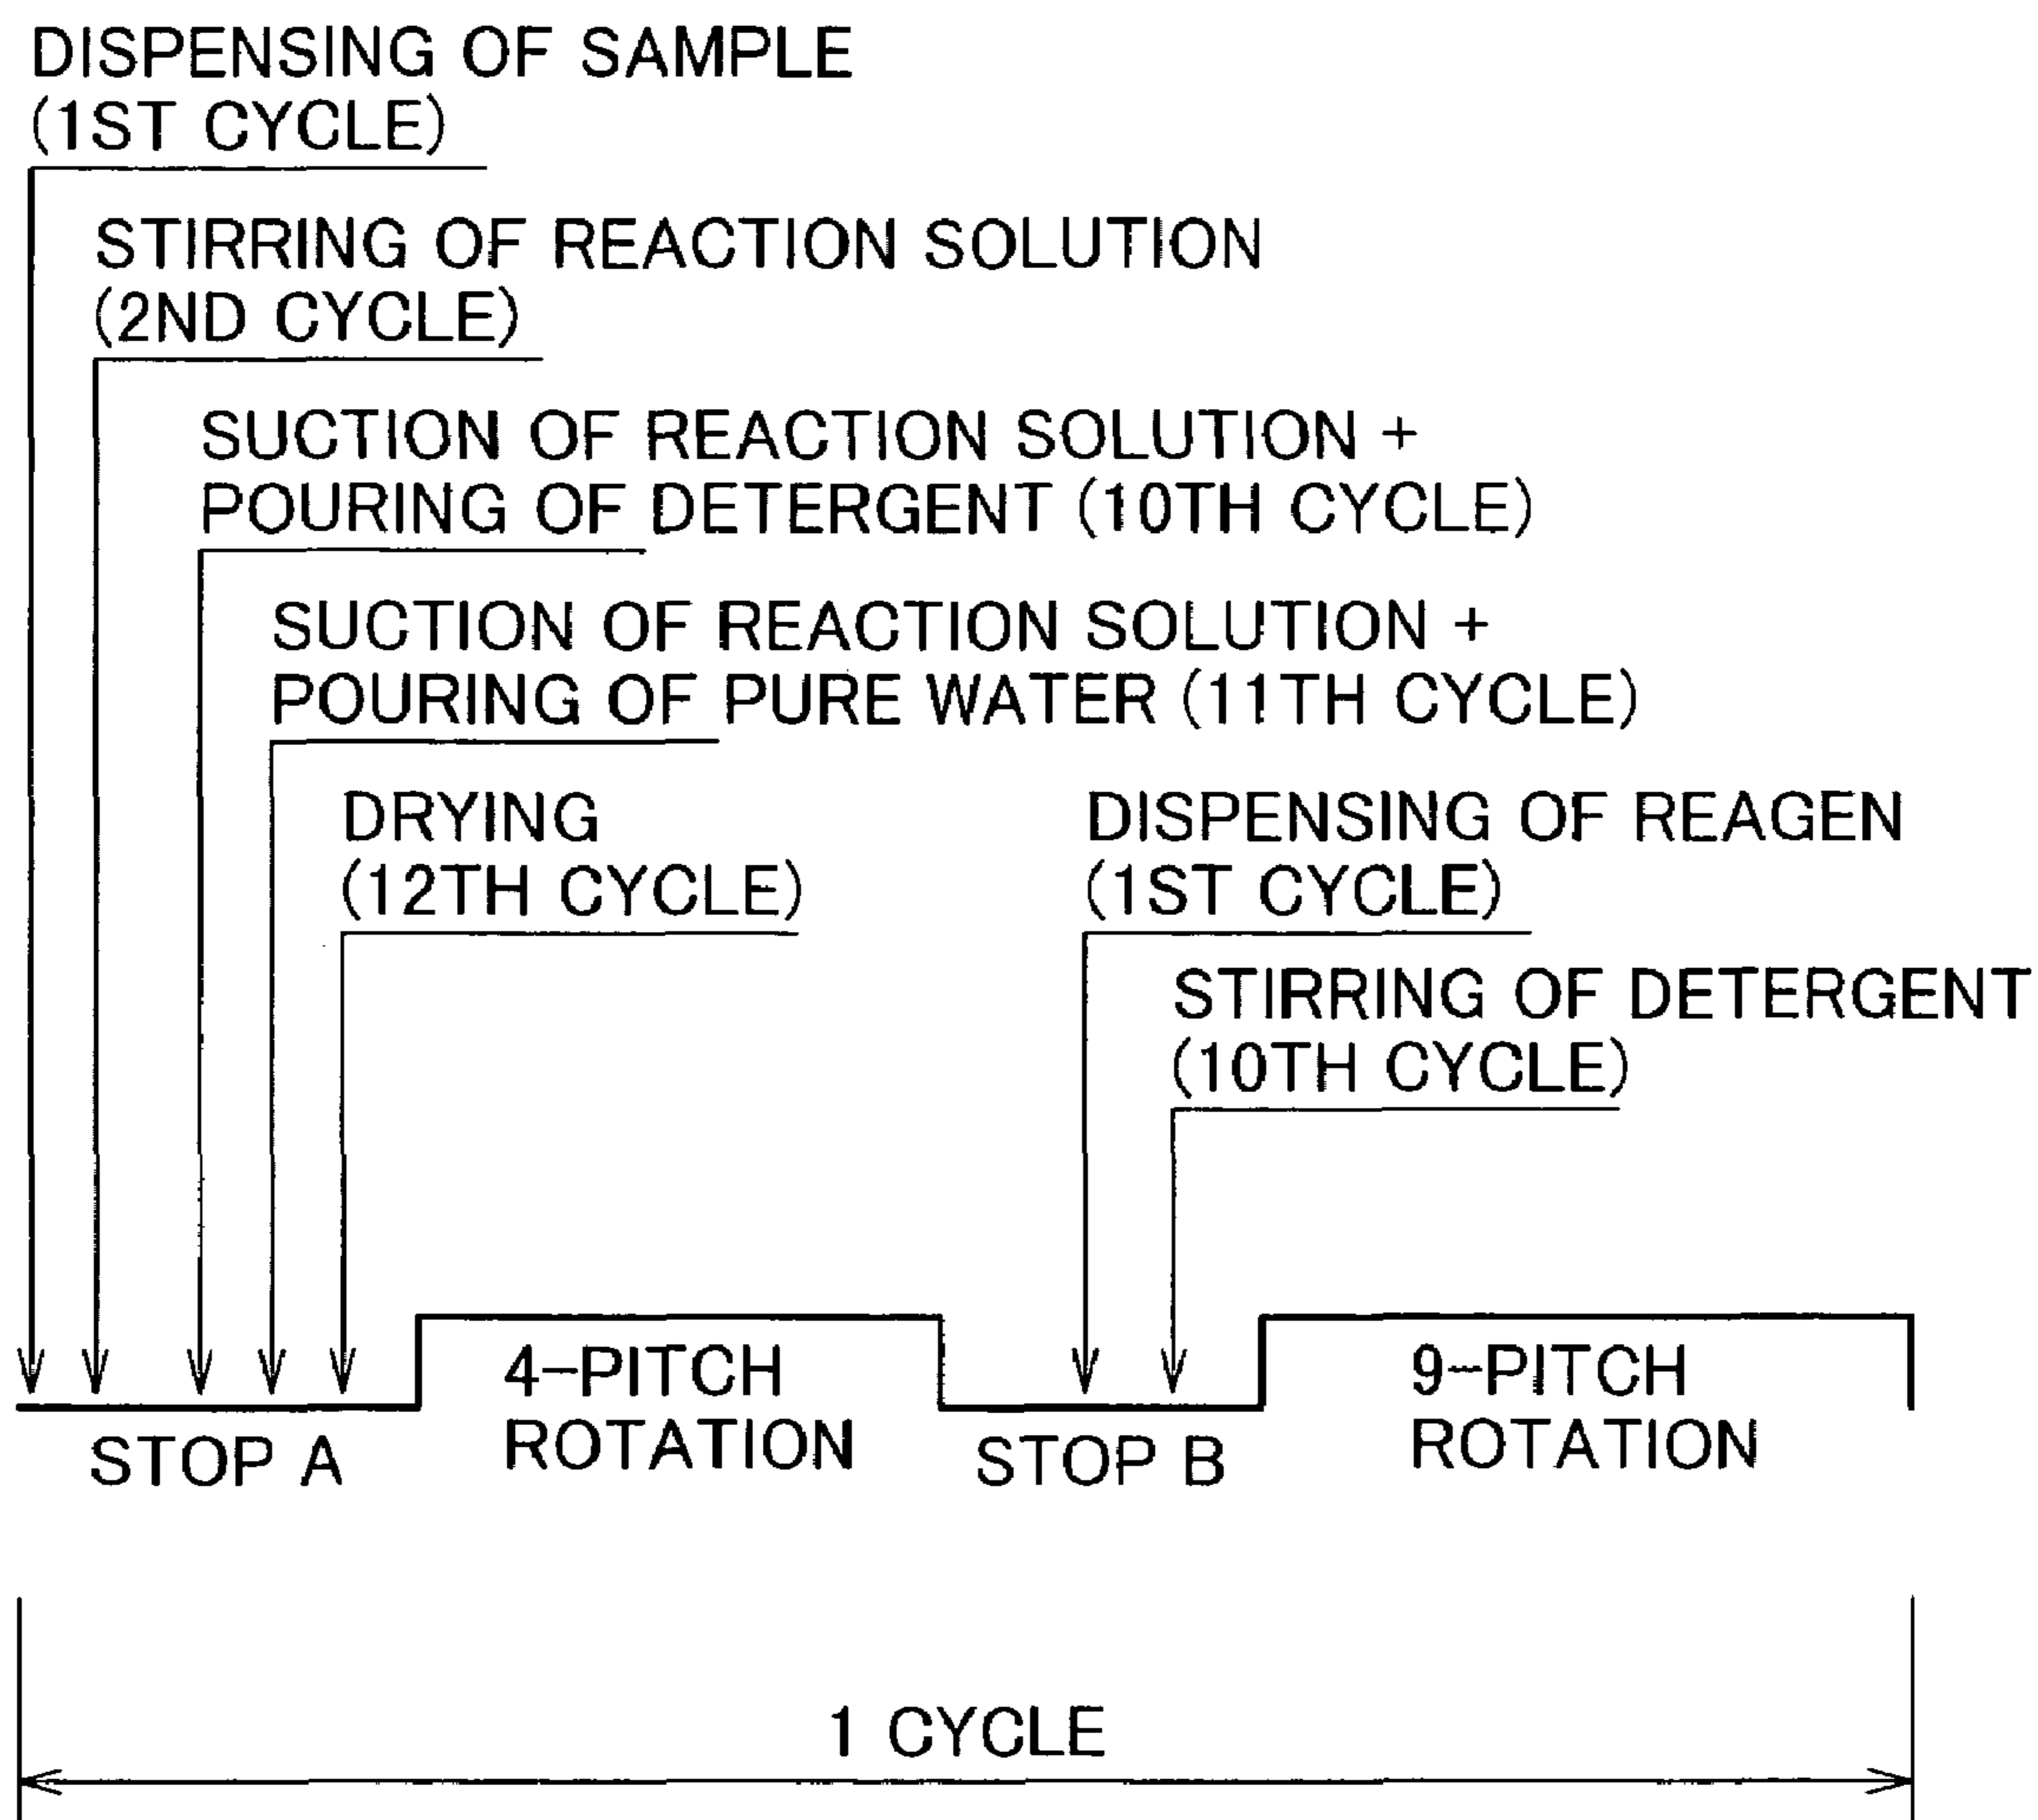 DISPENSING OF SAMPLE
(1ST CYCLE)
STIRRING OF REACTION SOLUTION
(2ND CYCLE)
SUCTION OF REACTION SOLUTION +
POURING OF DETERGENT (10TH CYCLE)
SUCTION OF REACTION SOLUTION +
POURING OF PURE WATER (11TH CYCLE)
DRYING
(12TH CYCLE)
DISPENSING OF REAGEN
(1ST CYCLE)
STIRRING OF DETERGENT
(10TH CYCLE)
4-PITCH
ROTATION
9-PITCH
ROTATION
STOP A
STOP B
1 CYCLE